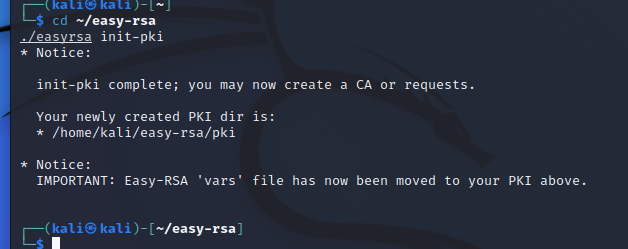 ┌──(kali㉿kali)-[~]
└─$ cd ~/easy-rsa
./easyrsa init-pki
* Notice:

  init-pki complete; you may now create a CA or requests.

  Your newly created PKI dir is:
  * /home/kali/easy-rsa/pki

* Notice:
  IMPORTANT: Easy-RSA 'vars' file has now been moved to your PKI above.


┌──(kali㉿kali)-[~/easy-rsa]
└─$